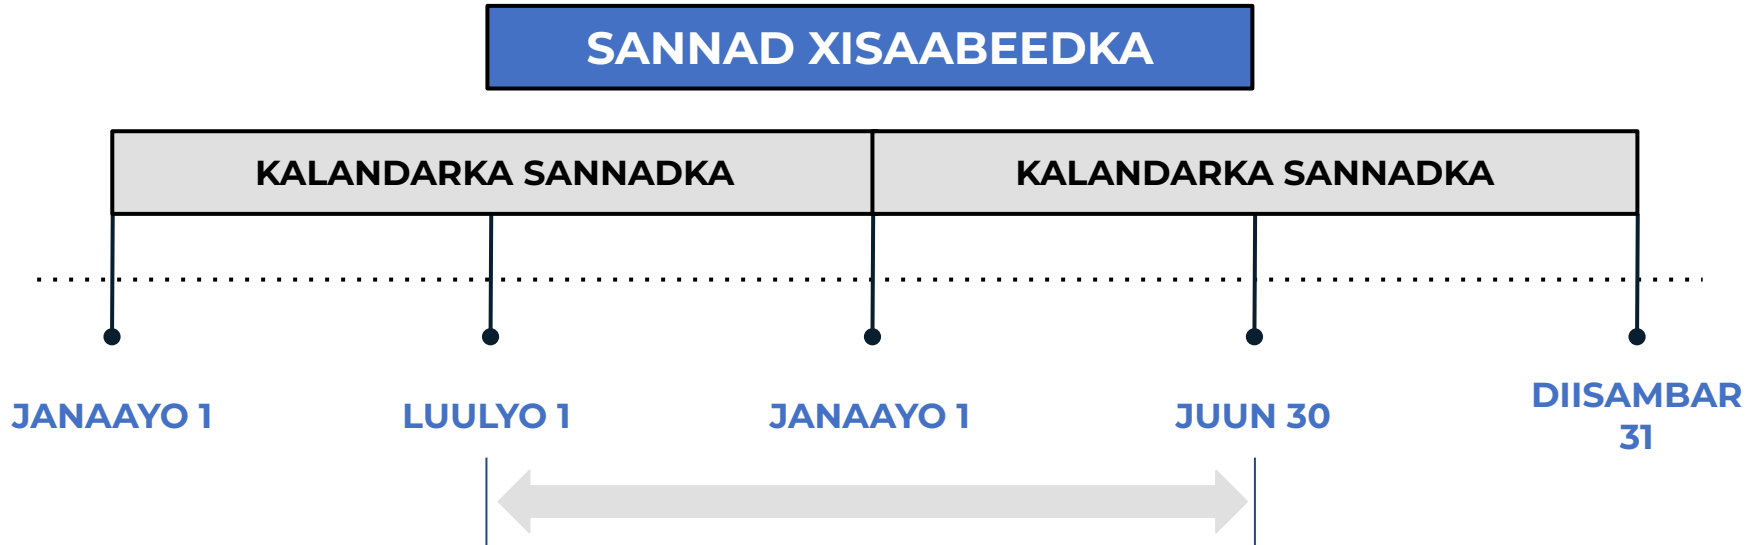 SANNAD XISAABEEDKA
KALANDARKA SANNADKA
KALANDARKA SANNADKA
JANAAYO 1
LUULYO 1
JANAAYO 1
JUUN 30
DIISAMBAR
31